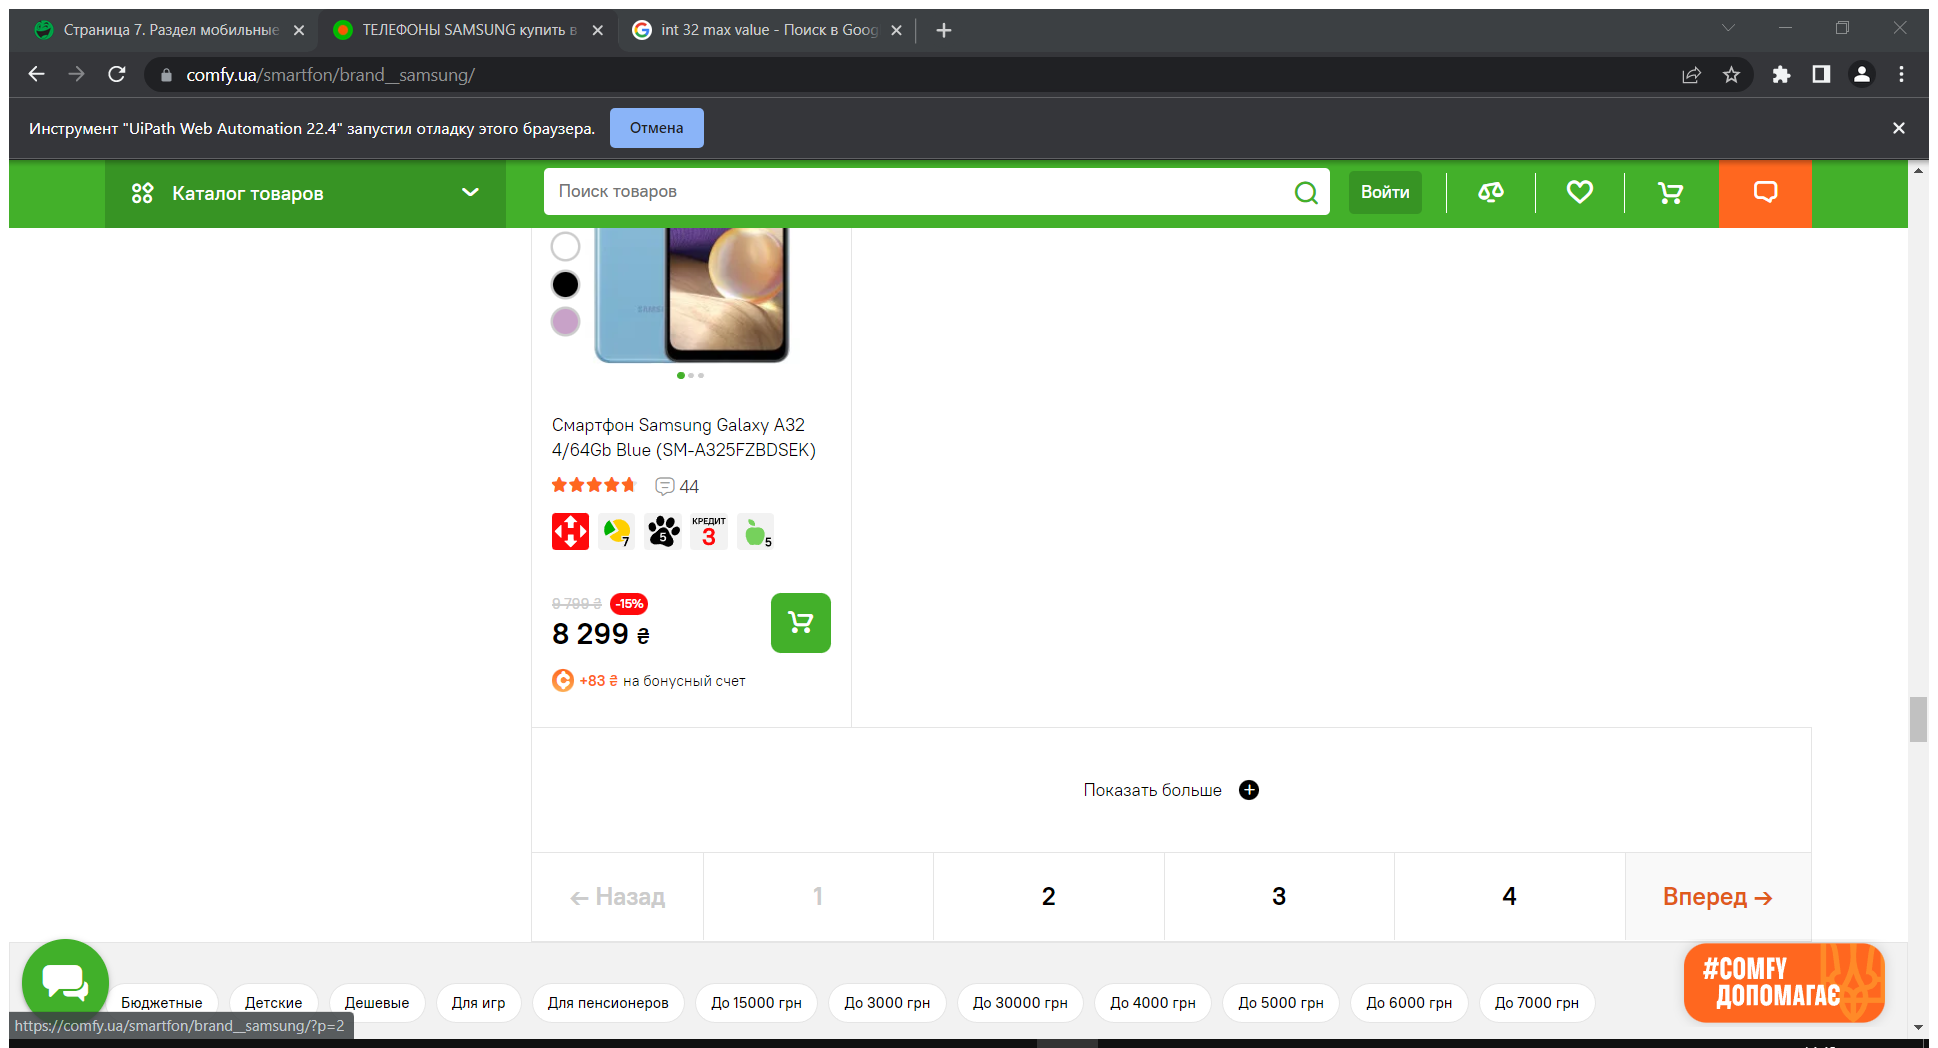 Страница 7. Раздел мобильные
ТЕЛЕФОНЫ SAMSUNG купить в
int 32 max value - Поиск в Goog
comfy.ua/smartfon/brand__samsung/
Инструмент "UiPath Web Automation 22.4" запустил отладку этого браузера.
Отмена
Каталог товаров
Поиск товаров
Войти
SAMS
Смартфон Samsung Galaxy A32
4/64Gb Blue (SM-A325FZBDSEK)
44
7
5
КРЕДИТ
3
5
9 799 ₴
-15%
8 299 ₴
+83 ₴ на бонусный счет
Показать больше
← Назад
1
2
3
4
Вперед →
#COMFY
ДОПОМАГАЄ
Бюджетные
Детские
Дешевые
Для игр
Для пенсионеров
До 15000 грн
До 3000 грн
До 30000 грн
До 4000 грн
До 5000 грн
До 6000 грн
До 7000 грн
https://comfy.ua/smartfon/brand__samsung/?p=2